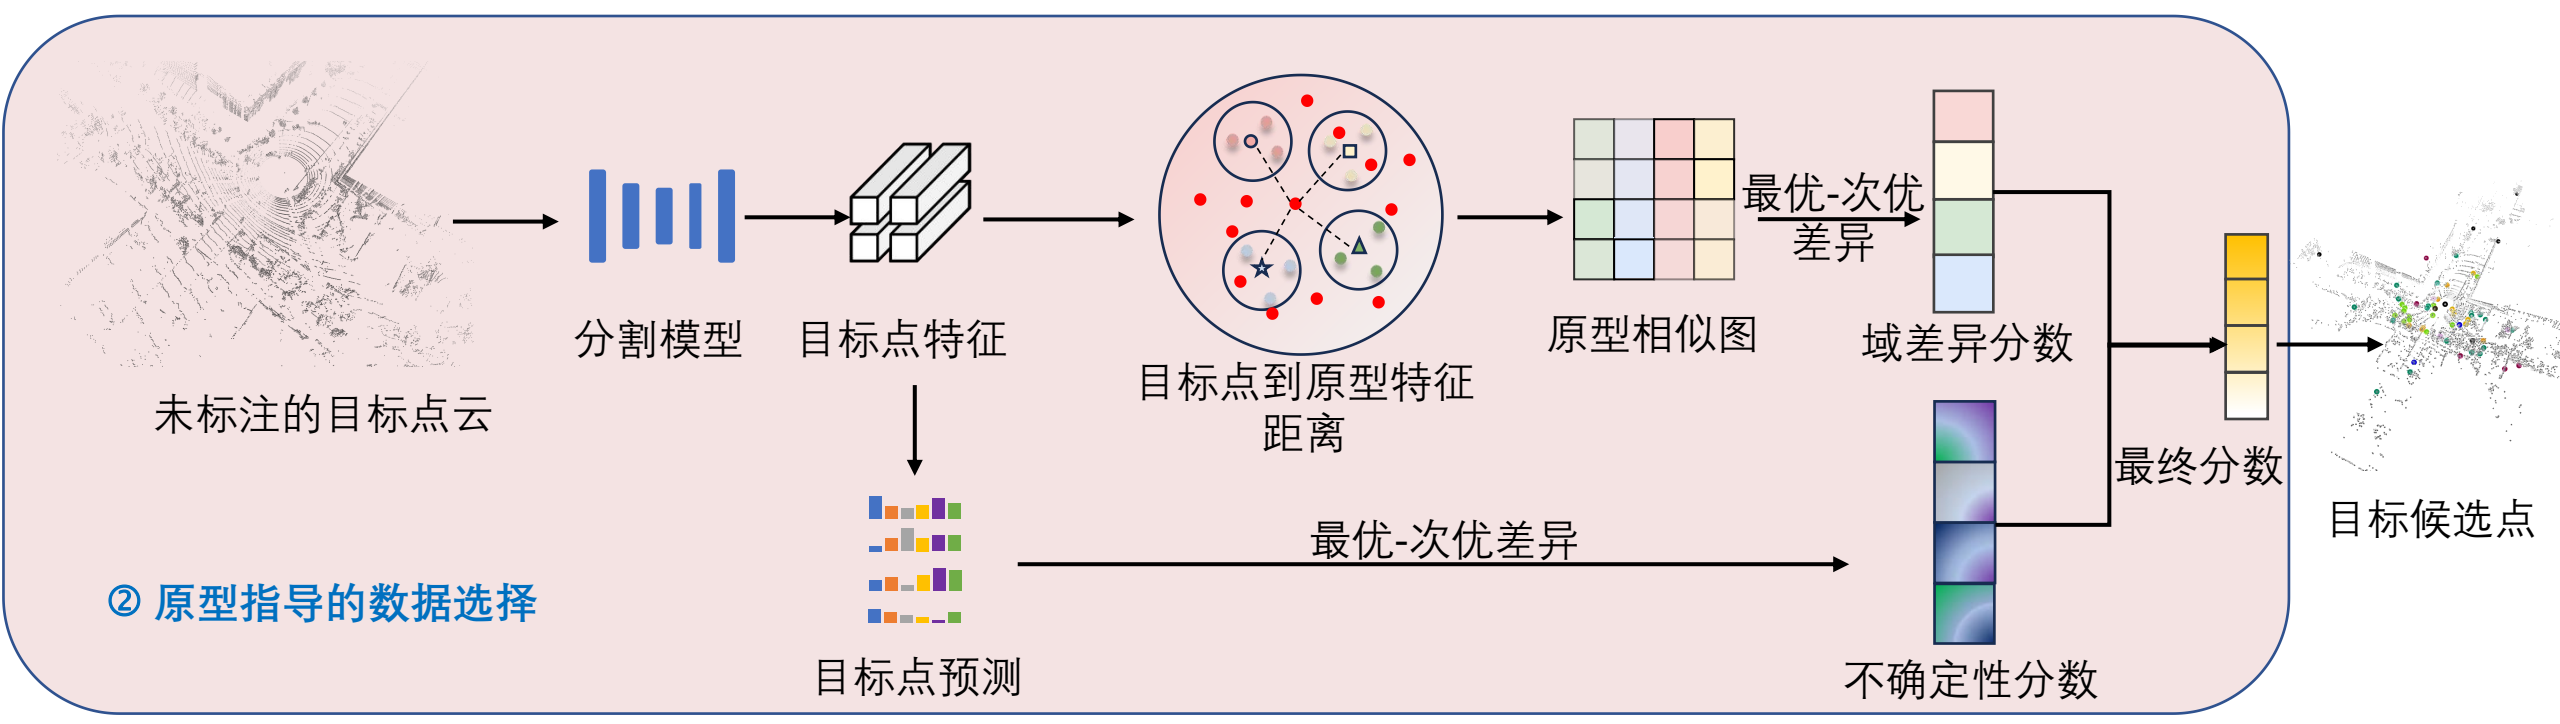 未标注的目标点云
分割模型
目标点特征
目标点到原型特征
距离
原型相似图
最优-次优
差异
域差异分数
最终分数
目标候选点
目标点预测
最优-次优差异
不确定性分数
② 原型指导的数据选择